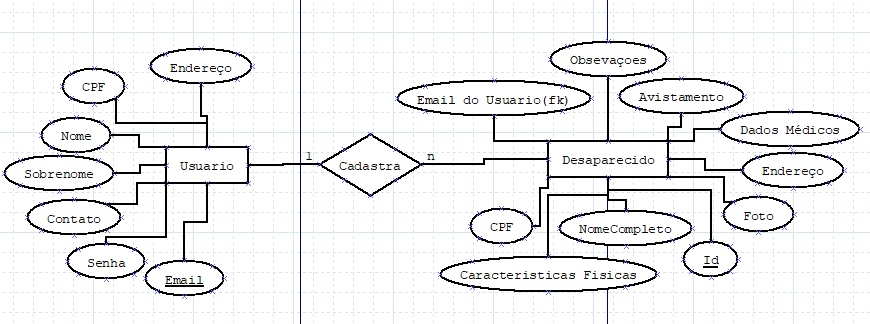 Obsevaçoes
Endereço
CPF
Email do Usuario(fk)
Avistamento
Nome
Dados Médicos
1
n
Usuario
Cadastra
Desaparecido
Sobrenome
Endereço
Contato
Foto
CPF
NomeCompleto
Senha
Id
Email
Caracteristicas Fisicas